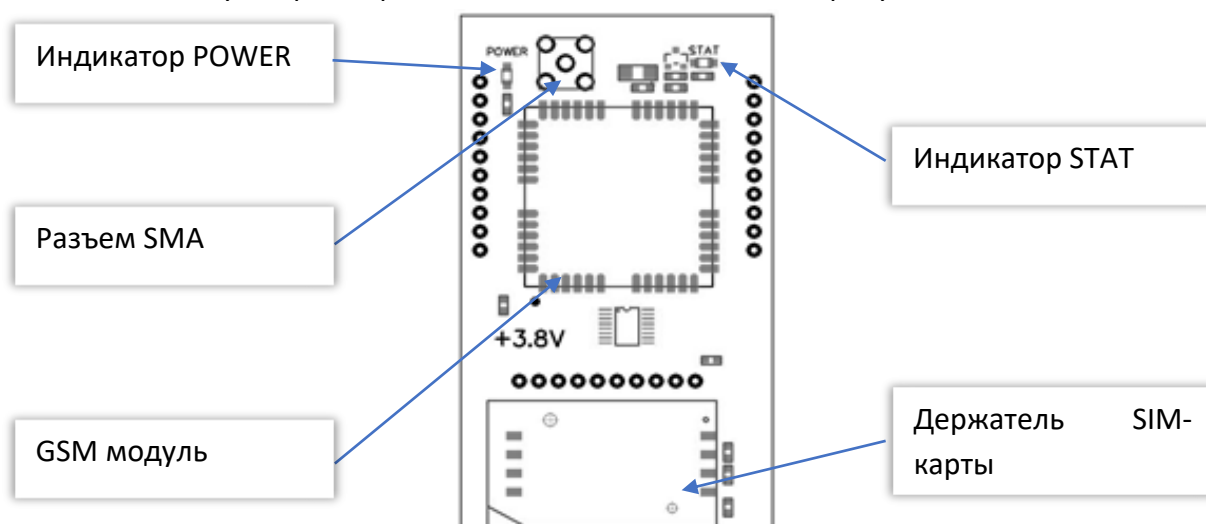 Индикатор POWER
POWER
STAT
Индикатор STAT
Разъем SMA
+3.8V
GSM модуль
Держатель SIM-
карты